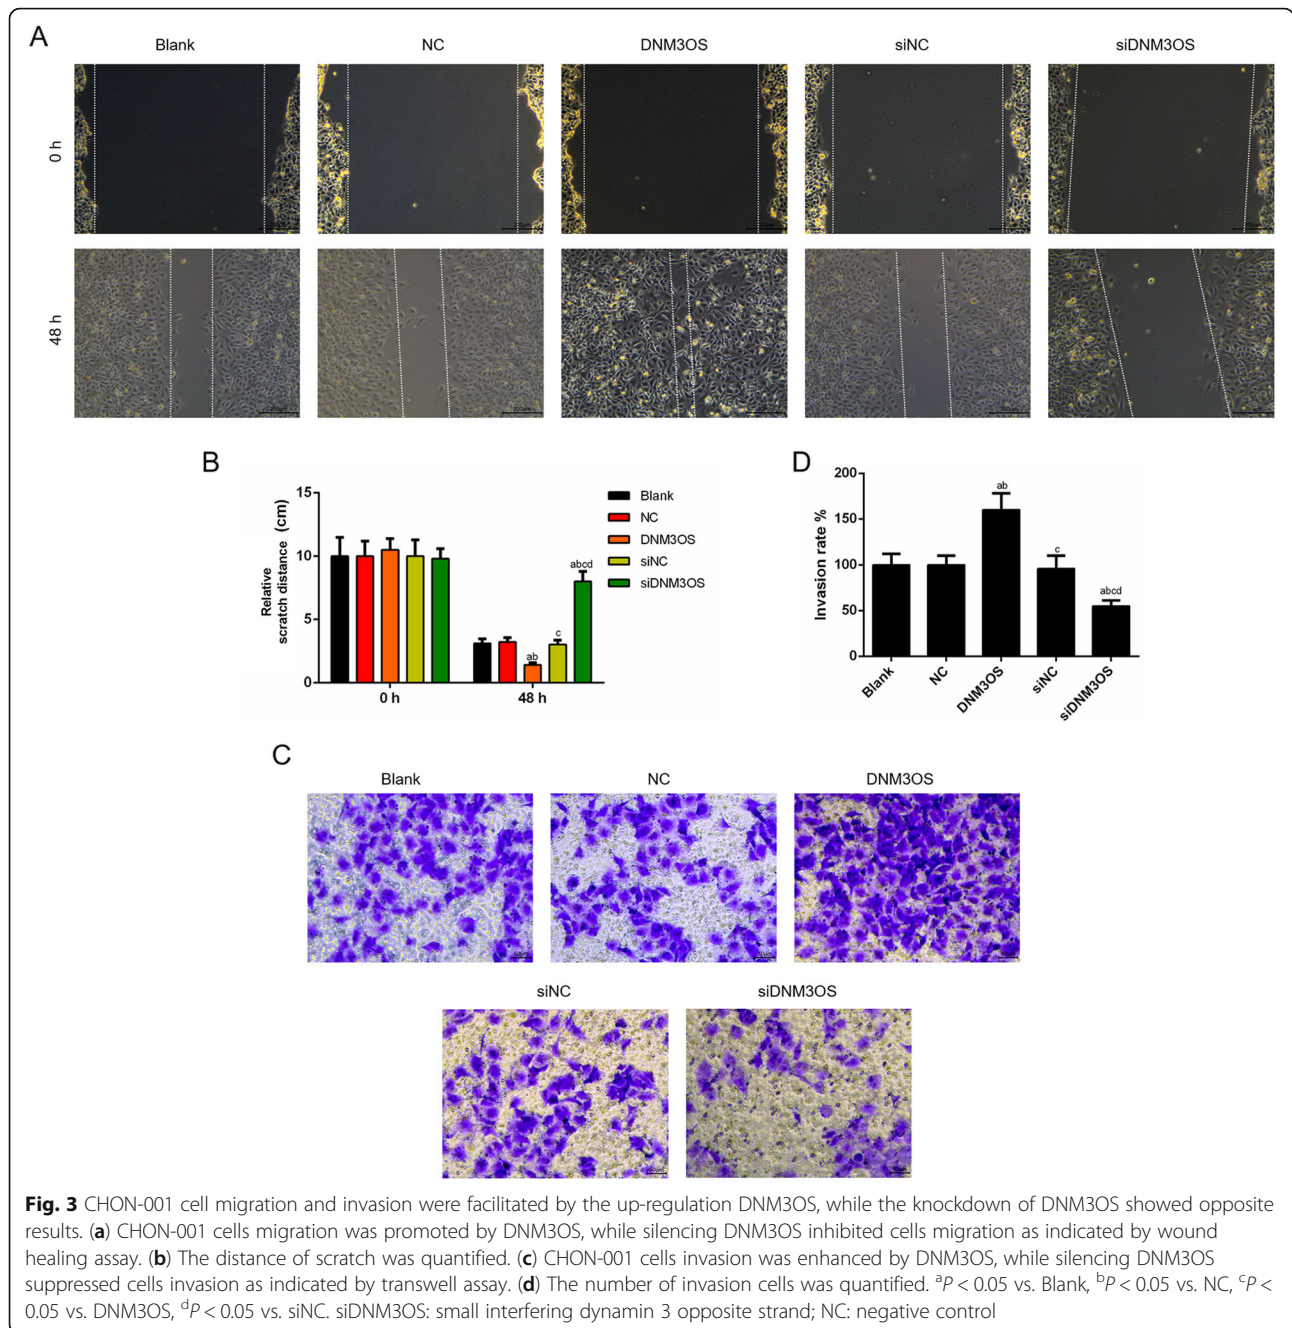 A
Blank NC DNM3OS siNC siDNM3OS
0 h
48 h
B
Relative
scratch distance (cm)
15
10
5
0
ab
c
abcd
0 h 48 h
Blank
NC
DNM3OS
siNC
siDNM3OS
D
Invasion rate %
200
150
100
50
0
ab
c
abcd
Blank NC DNM3OS siNC siDNM3OS
C
Blank NC DNM3OS
siNC siDNM3OS
Fig. 3 CHON-001 cell migration and invasion were facilitated by the up-regulation DNM3OS, while the knockdown of DNM3OS showed opposite
results. (a) CHON-001 cells migration was promoted by DNM3OS, while silencing DNM3OS inhibited cells migration as indicated by wound
healing assay. (b) The distance of scratch was quantified. (c) CHON-001 cells invasion was enhanced by DNM3OS, while silencing DNM3OS
suppressed cells invasion as indicated by transwell assay. (d) The number of invasion cells was quantified. ᵃP < 0.05 vs. Blank, ᵇP < 0.05 vs. NC, ᶜP <
0.05 vs. DNM3OS, ᵈP < 0.05 vs. siNC. siDNM3OS: small interfering dynamin 3 opposite strand; NC: negative control